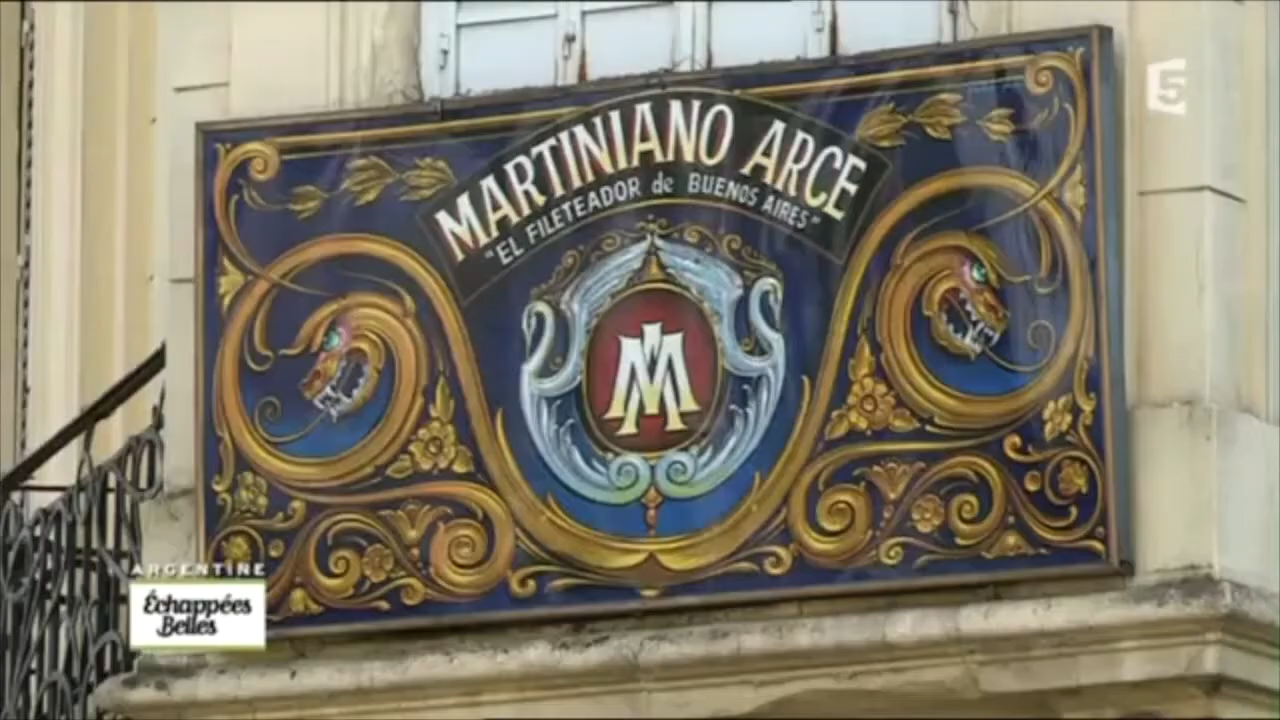 5
MARTINIANO ARCE
"EL FILETEADOR de BUENOS AIRES"
MA
ARGENTINE
Échappées
Belles